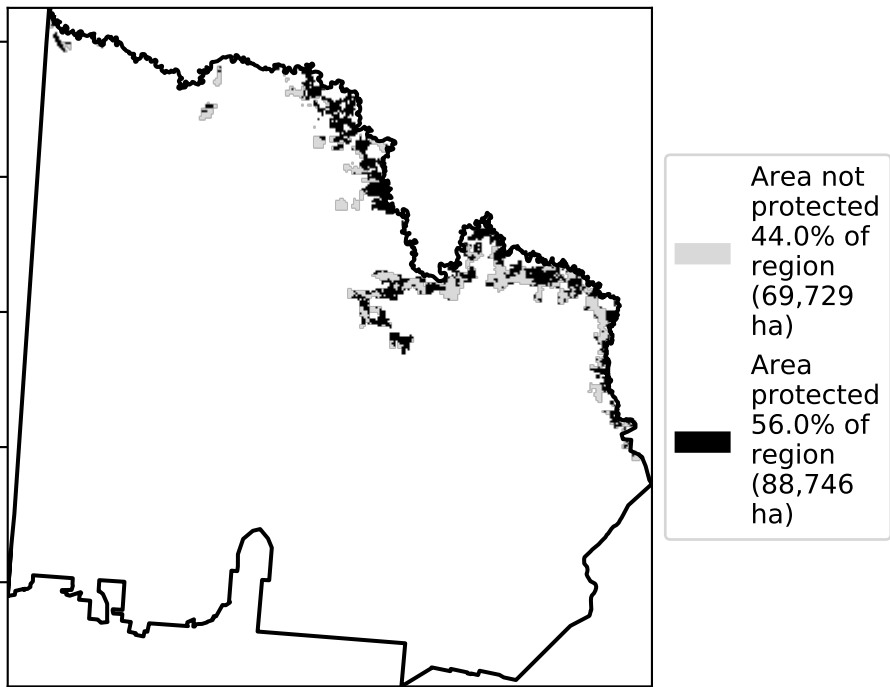 Area not
protected
44.0% of
region
(69,729
ha)
Area
protected
56.0% of
region
(88,746
ha)